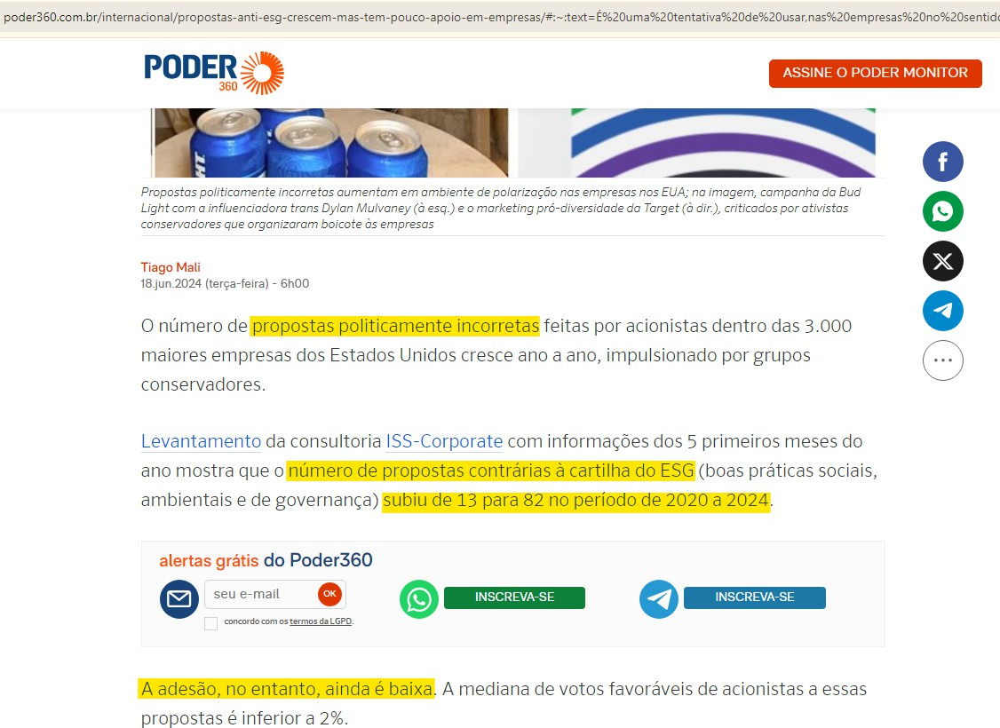 poder360.com.br/internacional/propostas-anti-esg-crescem-mas-tem-pouco-apoio-em-empresas/#:~:text=É%20uma%20tentativa%20de%20usar,nas%20empresas%20no%20sentido
PODER
360
ASSINE O PODER MONITOR
Propostas politicamente incorretas aumentam em ambiente de polarização nas empresas nos EUA; na imagem, campanha da Bud
Light com a influenciadora trans Dylan Mulvaney (à esq.) e o marketing pró-diversidade da Target (à dir.), criticados por ativistas
conservadores que organizaram boicote às empresas
Tiago Mali
18.jun.2024 (terça-feira) - 6h00
O número de propostas politicamente incorretas feitas por acionistas dentro das 3.000
maiores empresas dos Estados Unidos cresce ano a ano, impulsionado por grupos
conservadores.
Levantamento da consultoria ISS-Corporate com informações dos 5 primeiros meses do
ano mostra que o número de propostas contrárias à cartilha do ESG (boas práticas sociais,
ambientais e de governança) subiu de 13 para 82 no período de 2020 a 2024.
alertas grátis do Poder360
seu e-mail OK
INSCREVA-SE
INSCREVA-SE
concordo com os termos da LGPD.
A adesão, no entanto, ainda é baixa. A mediana de votos favoráveis de acionistas a essas
propostas é inferior a 2%.